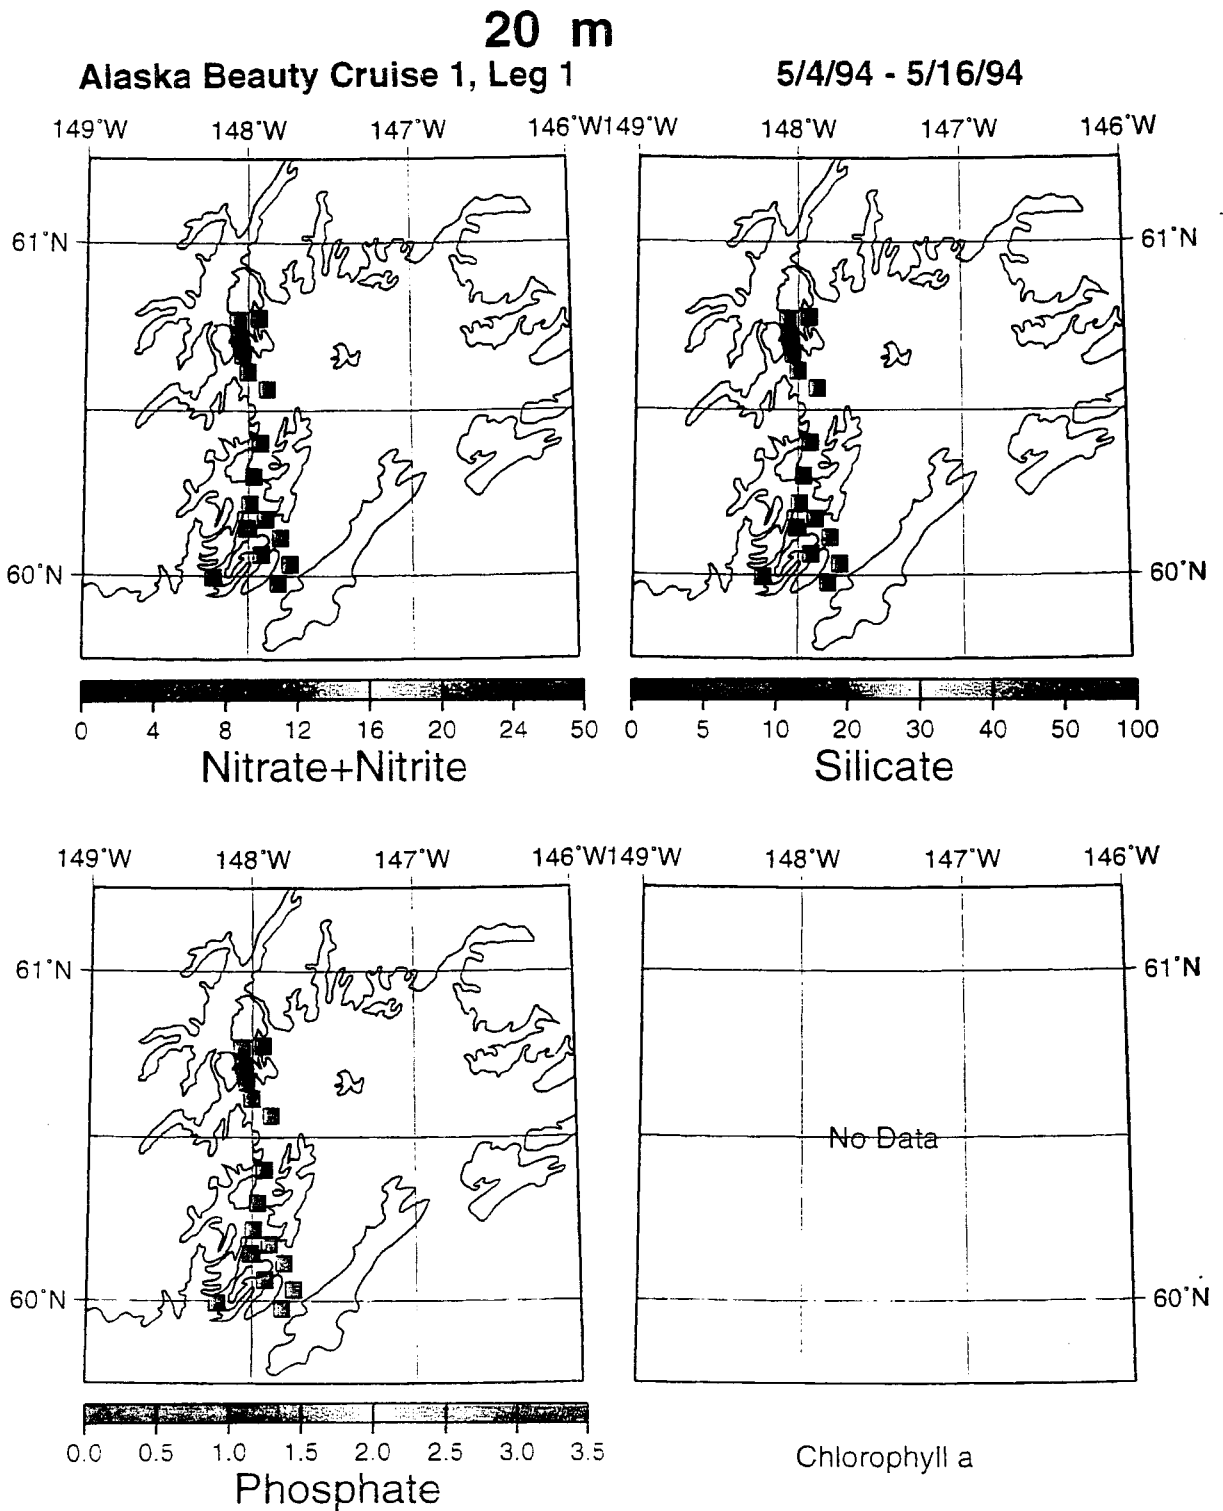 20 m
Alaska Beauty Cruise 1, Leg 1 5/4/94 - 5/16/94
149°W 148°W 147°W 146°W 149°W 148°W 147°W 146°W
61°N 61°N
60°N 60°N
0 4 8 12 16 20 24 50 0 5 10 20 30 40 50 100
Nitrate+Nitrite Silicate
149°W 148°W 147°W 146°W 149°W 148°W 147°W 146°W
61°N 61°N
No Data
60°N 60°N
0.0 0.5 1.0 1.5 2.0 2.5 3.0 3.5
Phosphate Chlorophyll a